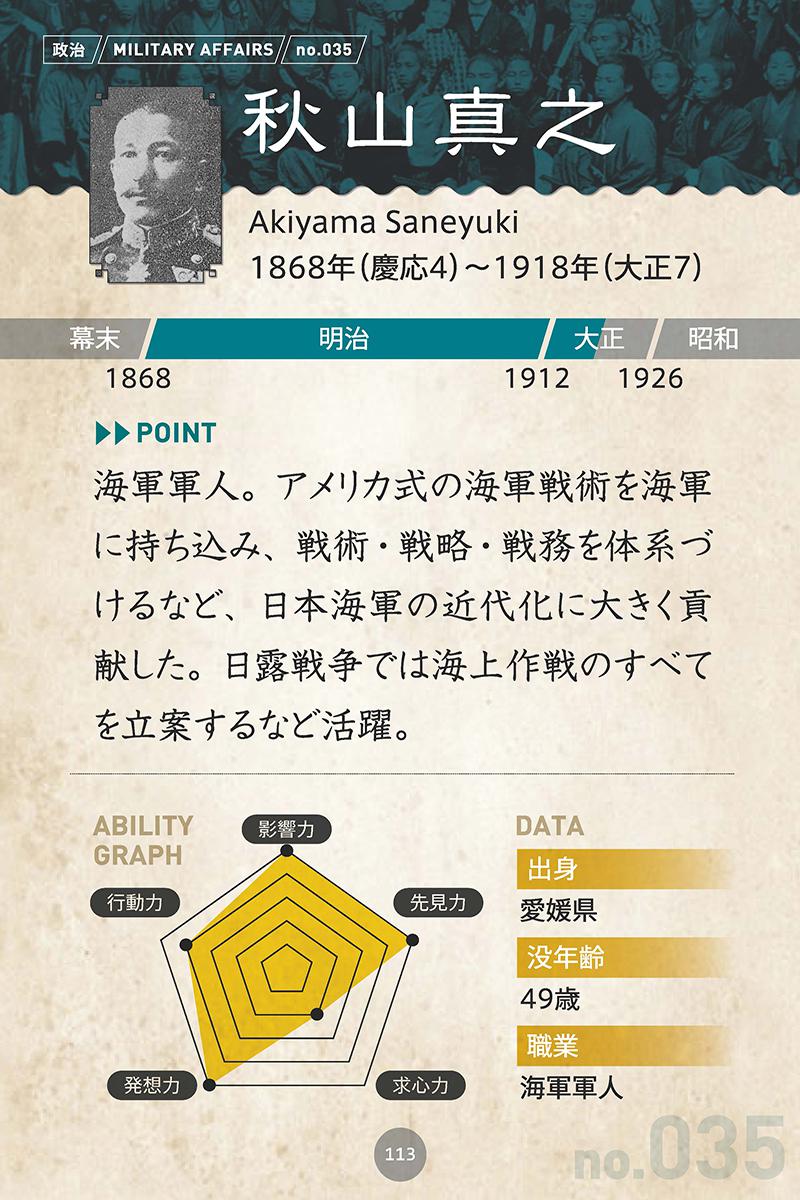 政治 MILITARY AFFAIRS no.035
秋山真之
Akiyama Saneyuki
1868年(慶応4)～1918年(大正7)
幕末 明治 大正 昭和
1868 1912 1926
POINT
海軍軍人。アメリカ式の海軍戦術を海軍
に持ち込み、戦術・戦略・戦務を体系づ
けるなど、日本海軍の近代化に大きく貢
献した。日露戦争では海上作戦のすべて
を立案するなど活躍。
ABILITY
GRAPH
影響力
行動力
先見力
発想力
求心力
DATA
出身
愛媛県
没年齢
49歳
職業
海軍軍人
113
no.035